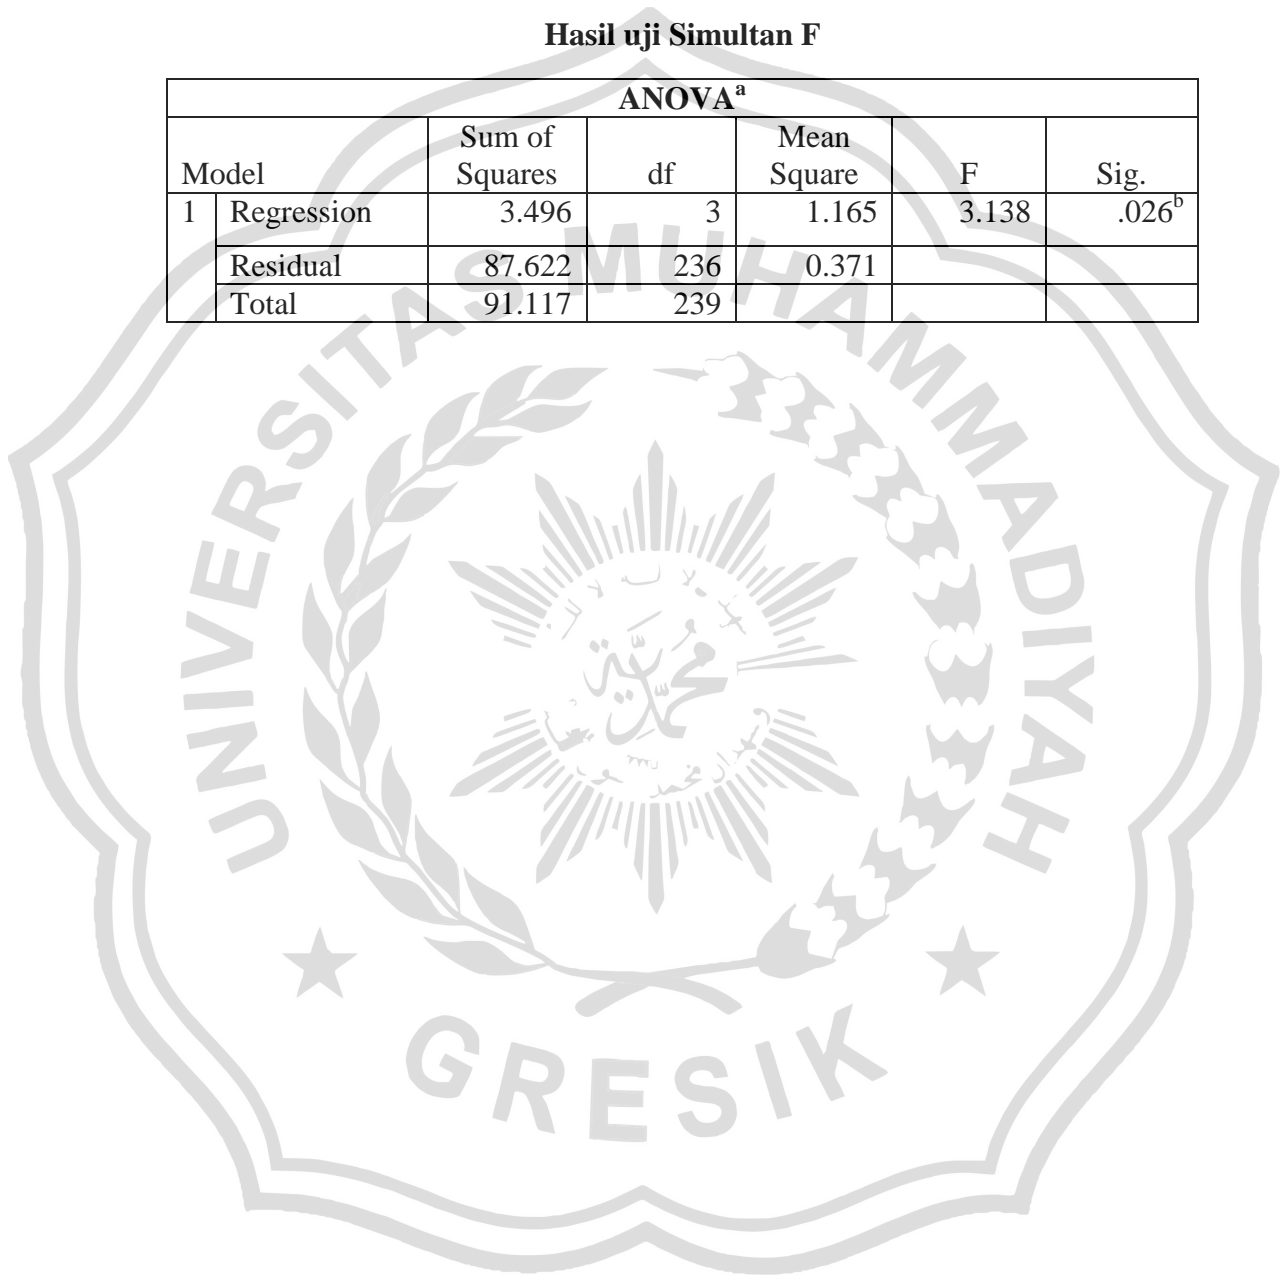 Hasil uji Simultan F
ANOVAa
Model Sum of Squares df Mean Square F Sig.
1 Regression 3.496 3 1.165 3.138 .026b
Residual 87.622 236 0.371
Total 91.117 239
UNIVERSITAS MUHAMMADIYAH
GRESIK